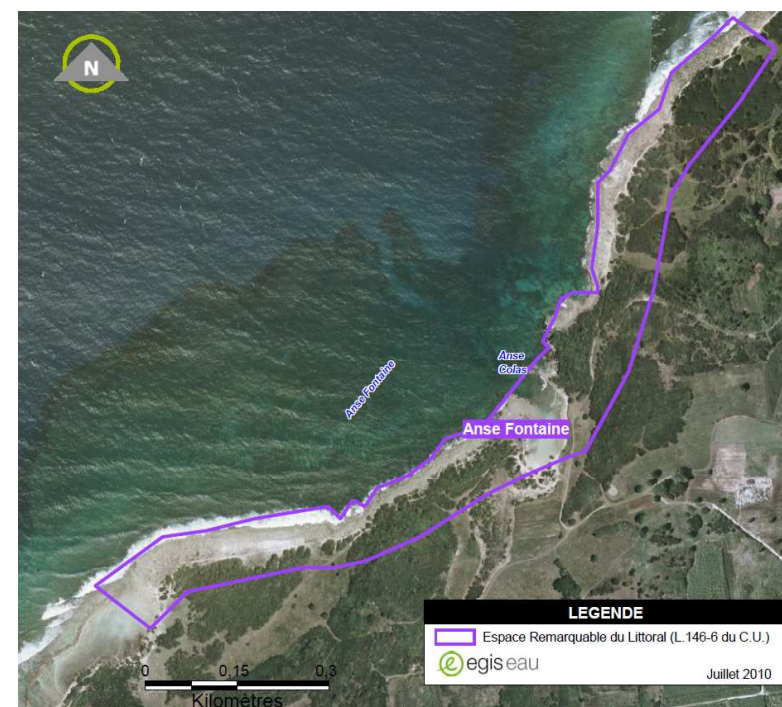 N
Anse Fontaine
Anse
Colas
Anse Fontaine
LEGENDE
Espace Remarquable du Littoral (L.146-6 du C.U.)
egis eau
Juillet 2010
0 0,15 0,3
Kilomètres